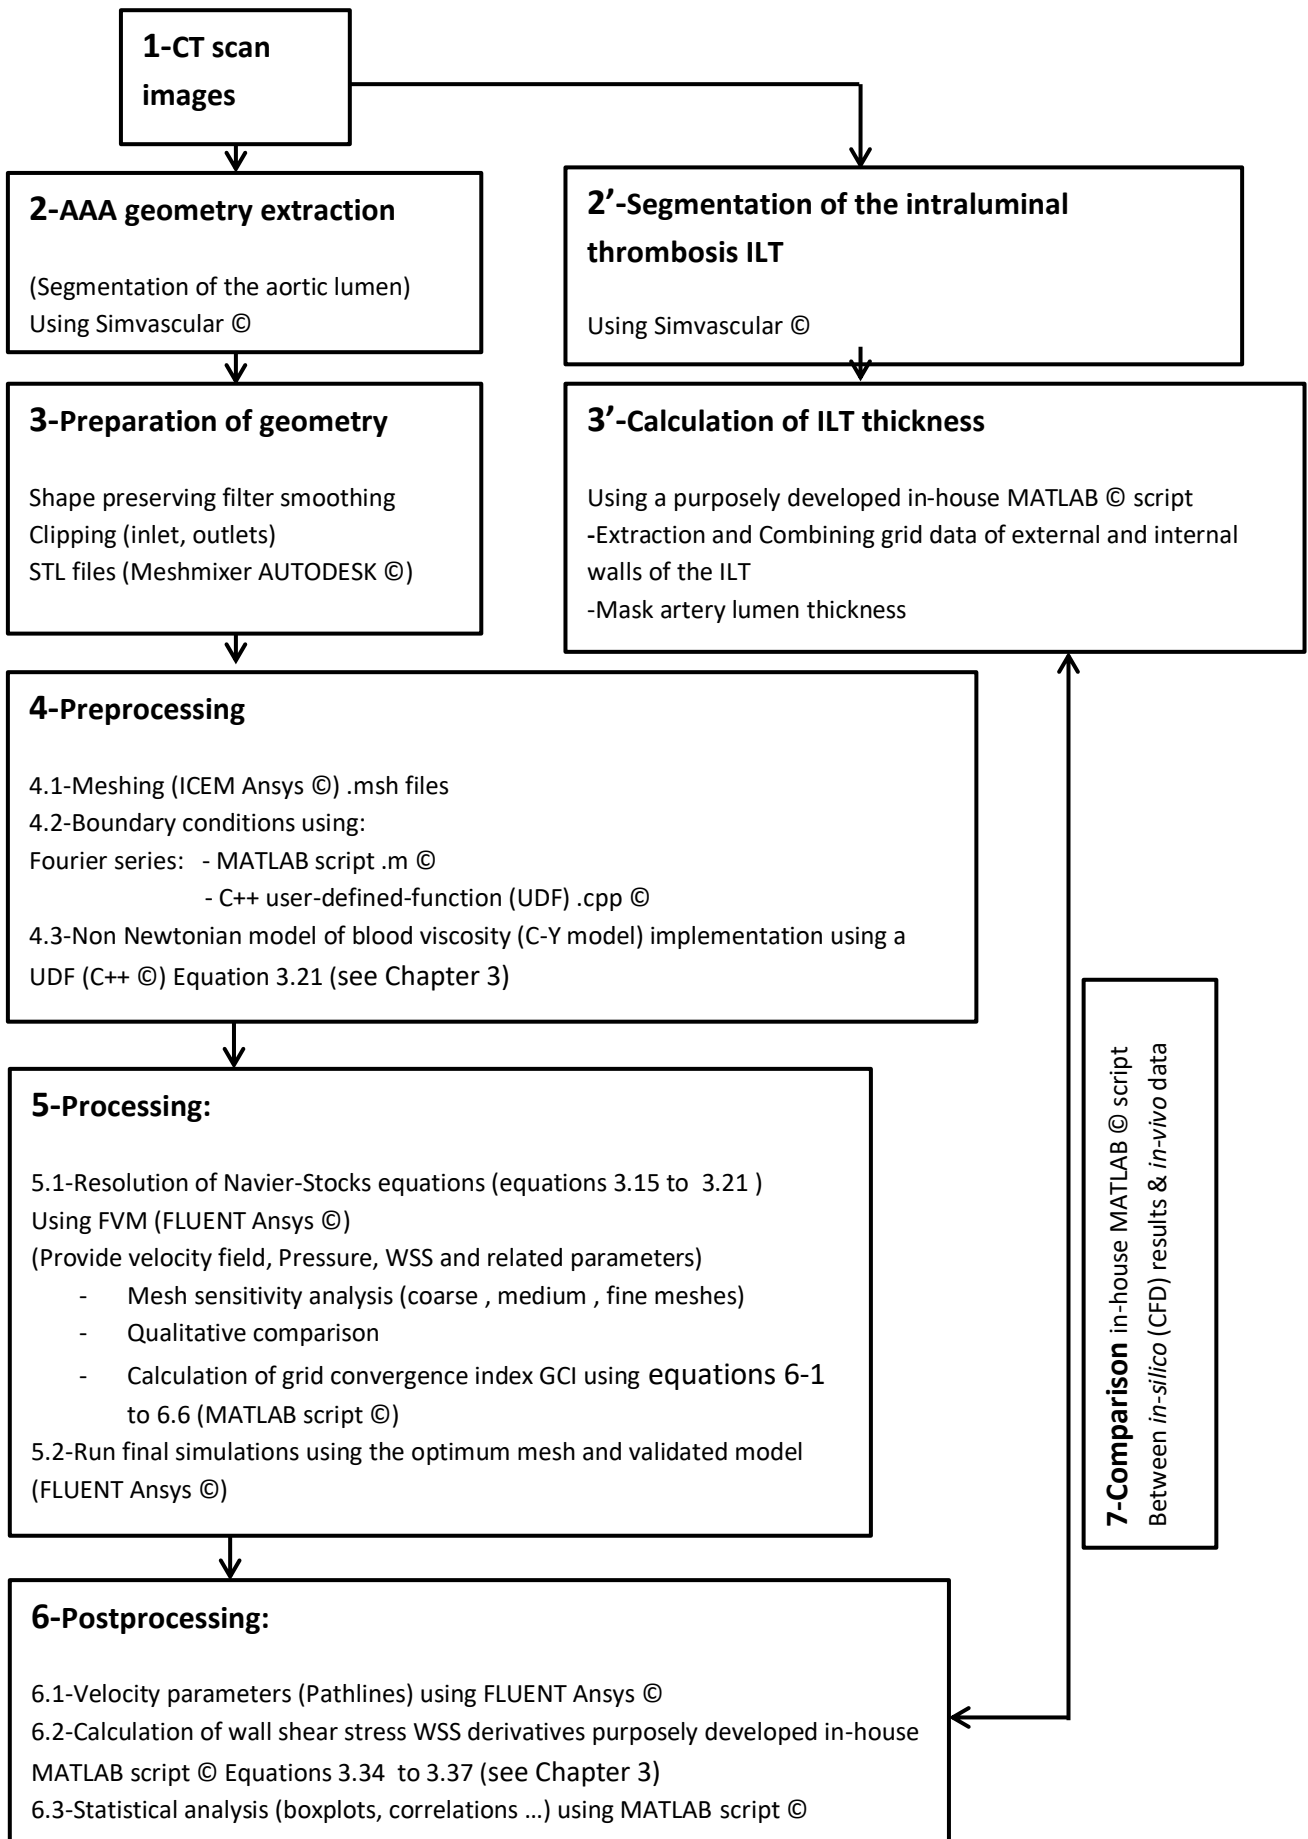 1-CT scan
images
2-AAA geometry extraction
(Segmentation of the aortic lumen)
Using Simvascular ©
2’-Segmentation of the intraluminal
thrombosis ILT
Using Simvascular ©
3-Preparation of geometry
Shape preserving filter smoothing
Clipping (inlet, outlets)
STL files (Meshmixer AUTODESK ©)
3’-Calculation of ILT thickness
Using a purposely developed in-house MATLAB © script
-Extraction and Combining grid data of external and internal
walls of the ILT
-Mask artery lumen thickness
4-Preprocessing
4.1-Meshing (ICEM Ansys ©) .msh files
4.2-Boundary conditions using:
Fourier series: - MATLAB script .m ©
- C++ user-defined-function (UDF) .cpp ©
4.3-Non Newtonian model of blood viscosity (C-Y model) implementation using a
UDF (C++ ©) Equation 3.21 (see Chapter 3)
5-Processing:
5.1-Resolution of Navier-Stocks equations (equations 3.15 to 3.21 )
Using FVM (FLUENT Ansys ©)
(Provide velocity field, Pressure, WSS and related parameters)
- Mesh sensitivity analysis (coarse , medium , fine meshes)
- Qualitative comparison
- Calculation of grid convergence index GCI using equations 6-1
to 6.6 (MATLAB script ©)
5.2-Run final simulations using the optimum mesh and validated model
(FLUENT Ansys ©)
6-Postprocessing:
6.1-Velocity parameters (Pathlines) using FLUENT Ansys ©
6.2-Calculation of wall shear stress WSS derivatives purposely developed in-house
MATLAB script © Equations 3.34 to 3.37 (see Chapter 3)
6.3-Statistical analysis (boxplots, correlations ...) using MATLAB script ©
7-Comparison in-house MATLAB © script
Between in-silico (CFD) results & in-vivo data